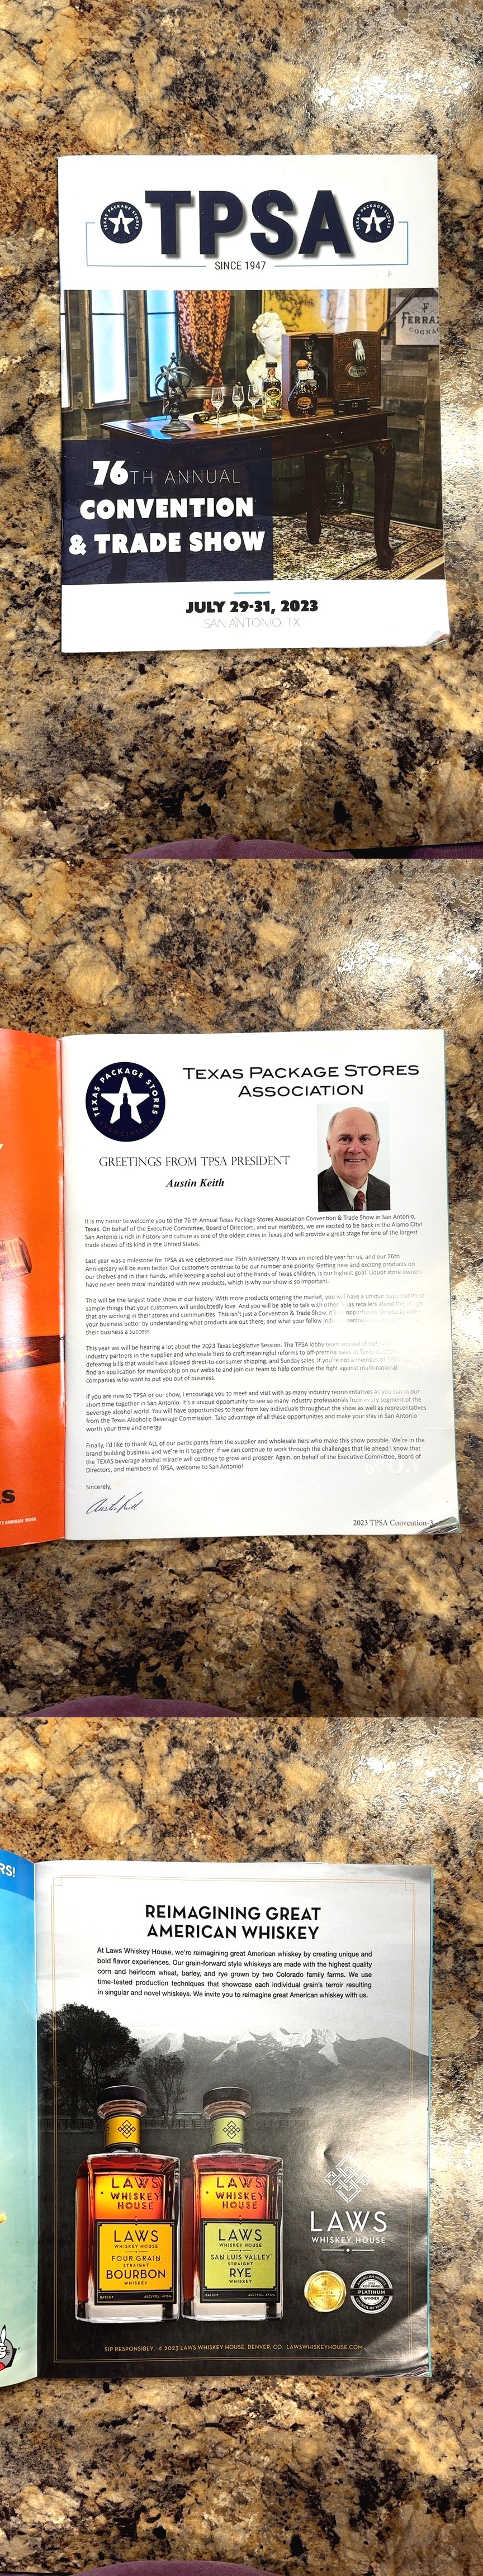 TEXAS PACKAGE STORES
TPSA
TEXAS PACKAGE STORES
SINCE 1947
FERRA
COGNAC
76TH ANNUAL
CONVENTION
& TRADE SHOW
JULY 29-31, 2023
SAN ANTONIO, TX
TEXAS PACKAGE STORES
ASSOCIATION
TEXAS PACKAGE STORES
ASSOCIATION
GREETINGS FROM TPSA PRESIDENT
Austin Keith
It is my honor to welcome you to the 76 th Annual Texas Package Stores Association Convention & Trade Show in San Antonio,
Texas. On behalf of the Executive Committee, Board of Directors, and our members, we are excited to be back in the Alamo City!
San Antonio is rich in history and culture as one of the oldest cities in Texas and will provide a great stage for one of the largest
trade shows of its kind in the United States.
Last year was a milestone for TPSA as we celebrated our 75th Anniversary. It was an incredible year for us, and our 76th
Anniversary will be even better. Our customers continue to be our number one priority. Getting new and exciting products on
our shelves and in their hands, while keeping alcohol out of the hands of Texas children, is our highest goal. Liquor store owners
have never been more inundated with new products, which is why our show is so important.
This will be the largest trade show in our history. With more products entering the market, you will have a unique opportunity to
sample things that your customers will undoubtedly love. And you will be able to talk with other retailers about the
that are working in their stores and communities. This isn't just a Convention & Trade Show, it's opportunities for
to get better by understanding what products are out there, and what your fellow
their business a success.
This year we will be hearing a lot about the 2023 Texas Legislative Session. The TPSA lobby team worked
industry partners in the supplier and wholesale tiers to craft meaningful reforms to off-premise sales
defeating bills that would have allowed direct-to-consumer shipping, and Sunday sales. If you're not a member of
find an application for membership on our website and join our team to help continue the fight against multi-national
companies who want to put you out of business.
If you are new to TPSA or our show, I encourage you to meet and visit with as many industry representatives as you can in our
short time together in San Antonio. It's a unique opportunity to see so many industry professionals from every segment of the
beverage alcohol world. You will have opportunities to network with key individuals throughout the show as well as representatives
from the Texas Alcoholic Beverage Commission. Take advantage of all these opportunities and make your stay in San Antonio
worth your time and energy.
Finally, I'd like to thank ALL of our participants from the supplier and wholesale tiers who make this show possible. We're in the
brand building business and we're in it together. If we can continue to work through the challenges that lie ahead I know that
the TEXAS beverage alcohol miracle will continue to grow and prosper. Again, on behalf of the Executive Committee, Board of
Directors, and members of TPSA, welcome to San Antonio!
Sincerely,
Austin Keith
2023 TPSA Convention-3
S
HANDMADE VODKA
RS!
REIMAGINING GREAT
AMERICAN WHISKEY
At Laws Whiskey House, we're reimagining great American whiskey by creating unique and
bold flavor experiences. Our grain-forward style whiskeys are made with the highest quality
corn and heirloom wheat, barley, and rye grown by two Colorado family farms. We use
time-tested production techniques that showcase each individual grain's terroir resulting
in singular and novel whiskeys. We invite you to reimagine great American whiskey with us.
LAWS
WHISKEY
HOUSE
LAWS
WHISKEY HOUSE
FOUR GRAIN
STRAIGHT
BOURBON
WHISKEY
LAWS
WHISKEY
HOUSE
LAWS
WHISKEY HOUSE
SAN LUIS VALLEY
STRAIGHT
RYE
WHISKEY
LAWS
WHISKEY HOUSE
PLATINUM
WINNER
SIP RESPONSIBLY. © 2023 LAWS WHISKEY HOUSE, DENVER, CO. LAWSWHISKEYHOUSE.COM